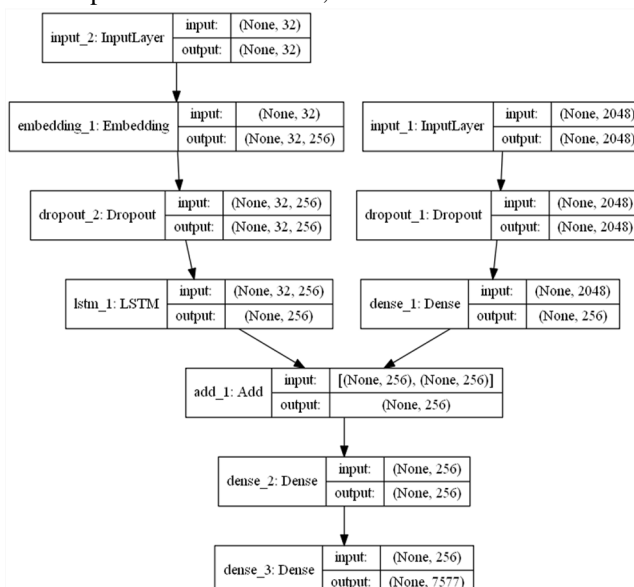 input_2: InputLayer
input: (None, 32)
output: (None, 32)
embedding_1: Embedding
input: (None, 32)
output: (None, 32, 256)
input_1: InputLayer
input: (None, 2048)
output: (None, 2048)
dropout_2: Dropout
input: (None, 32, 256)
output: (None, 32, 256)
dropout_1: Dropout
input: (None, 2048)
output: (None, 2048)
lstm_1: LSTM
input: (None, 32, 256)
output: (None, 256)
dense_1: Dense
input: (None, 2048)
output: (None, 256)
add_1: Add
input: [(None, 256), (None, 256)]
output: (None, 256)
dense_2: Dense
input: (None, 256)
output: (None, 256)
dense_3: Dense
input: (None, 256)
output: (None, 7577)